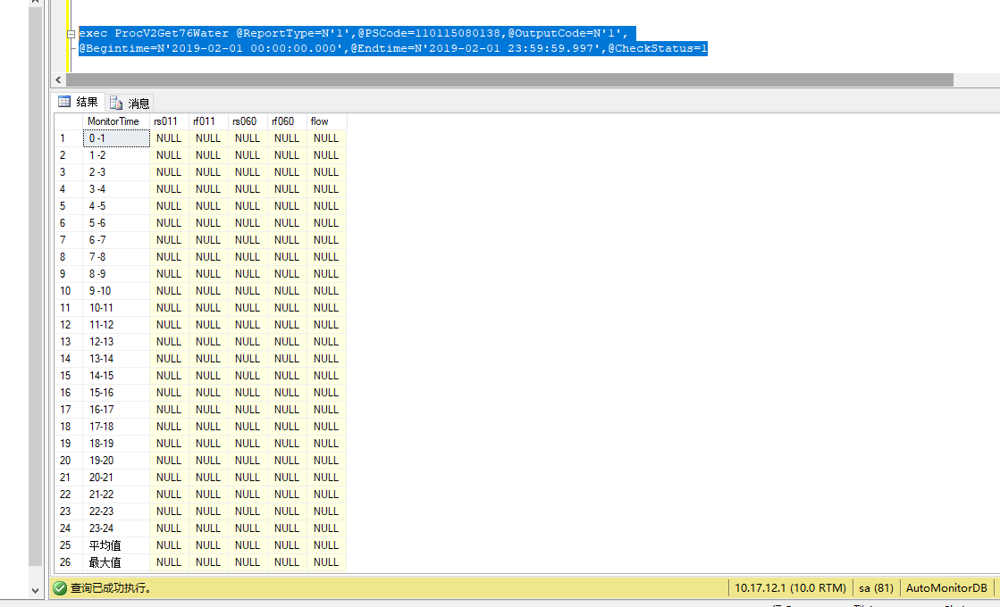 exec ProcV2Get76Water @ReportType=N'1',@PSCode=110115080138,@OutputCode=N'1',
@Begintime=N'2019-02-01 00:00:00.000',@Endtime=N'2019-02-01 23:59:59.997',@CheckStatus=1
结果 消息
MonitorTime rs011 rf011 rs060 rf060 flow
1 0 -1 NULL NULL NULL NULL NULL
2 1 -2 NULL NULL NULL NULL NULL
3 2 -3 NULL NULL NULL NULL NULL
4 3 -4 NULL NULL NULL NULL NULL
5 4 -5 NULL NULL NULL NULL NULL
6 5 -6 NULL NULL NULL NULL NULL
7 6 -7 NULL NULL NULL NULL NULL
8 7 -8 NULL NULL NULL NULL NULL
9 8 -9 NULL NULL NULL NULL NULL
10 9 -10 NULL NULL NULL NULL NULL
11 10-11 NULL NULL NULL NULL NULL
12 11-12 NULL NULL NULL NULL NULL
13 12-13 NULL NULL NULL NULL NULL
14 13-14 NULL NULL NULL NULL NULL
15 14-15 NULL NULL NULL NULL NULL
16 15-16 NULL NULL NULL NULL NULL
17 16-17 NULL NULL NULL NULL NULL
18 17-18 NULL NULL NULL NULL NULL
19 18-19 NULL NULL NULL NULL NULL
20 19-20 NULL NULL NULL NULL NULL
21 20-21 NULL NULL NULL NULL NULL
22 21-22 NULL NULL NULL NULL NULL
23 22-23 NULL NULL NULL NULL NULL
24 23-24 NULL NULL NULL NULL NULL
25 平均值 NULL NULL NULL NULL NULL
26 最大值 NULL NULL NULL NULL NULL
查询已成功执行。 10.17.12.1 (10.0 RTM) sa (81) AutoMonitorDB